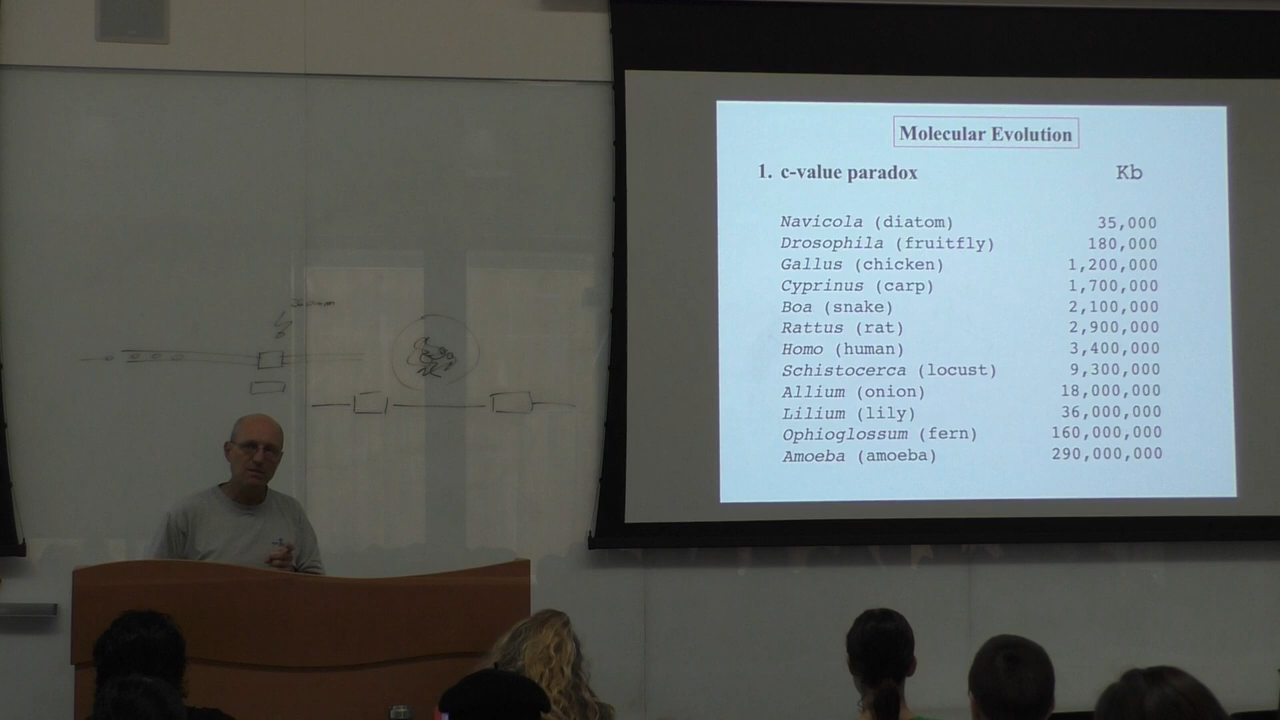 Molecular Evolution
1. c-value paradox Kb
Navicola (diatom) 35,000
Drosophila (fruitfly) 180,000
Gallus (chicken) 1,200,000
Cyprinus (carp) 1,700,000
Boa (snake) 2,100,000
Rattus (rat) 2,900,000
Homo (human) 3,400,000
Schistocerca (locust) 9,300,000
Allium (onion) 18,000,000
Lilium (lily) 36,000,000
Ophioglossum (fern) 160,000,000
Amoeba (amoeba) 290,000,000